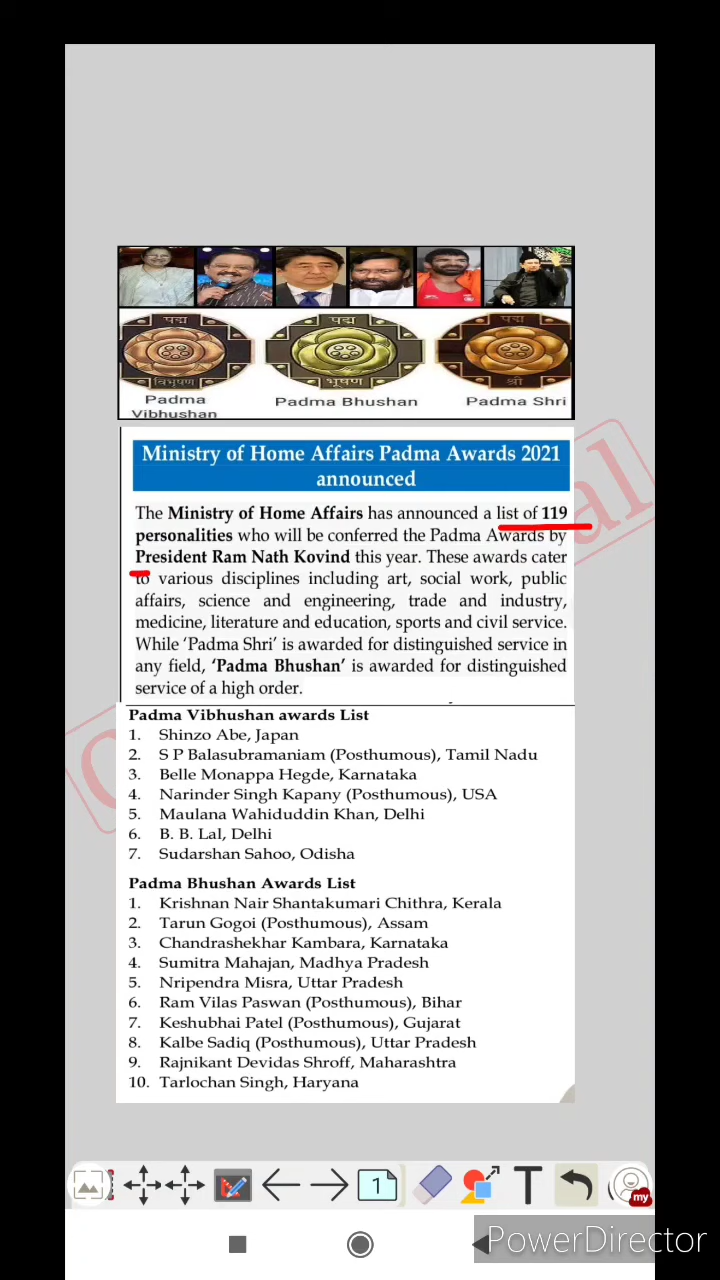 पद्म
पद्म
पद्म
विभूषण
भूषण
श्री
Padma
Vibhushan
Padma Bhushan
Padma Shri
Ministry of Home Affairs Padma Awards 2021
announced
The Ministry of Home Affairs has announced a list of 119
personalities who will be conferred the Padma Awards by
President Ram Nath Kovind this year. These awards cater
to various disciplines including art, social work, public
affairs, science and engineering, trade and industry,
medicine, literature and education, sports and civil service.
While ‘Padma Shri’ is awarded for distinguished service in
any field, ‘Padma Bhushan’ is awarded for distinguished
service of a high order.
Padma Vibhushan awards List
1. Shinzo Abe, Japan
2. S P Balasubramaniam (Posthumous), Tamil Nadu
3. Belle Monappa Hegde, Karnataka
4. Narinder Singh Kapany (Posthumous), USA
5. Maulana Wahiduddin Khan, Delhi
6. B. B. Lal, Delhi
7. Sudarshan Sahoo, Odisha
Padma Bhushan Awards List
1. Krishnan Nair Shantakumari Chithra, Kerala
2. Tarun Gogoi (Posthumous), Assam
3. Chandrashekhar Kambara, Karnataka
4. Sumitra Mahajan, Madhya Pradesh
5. Nripendra Misra, Uttar Pradesh
6. Ram Vilas Paswan (Posthumous), Bihar
7. Keshubhai Patel (Posthumous), Gujarat
8. Kalbe Sadiq (Posthumous), Uttar Pradesh
9. Rajnikant Devidas Shroff, Maharashtra
10. Tarlochan Singh, Haryana
1
T
my
PowerDirector